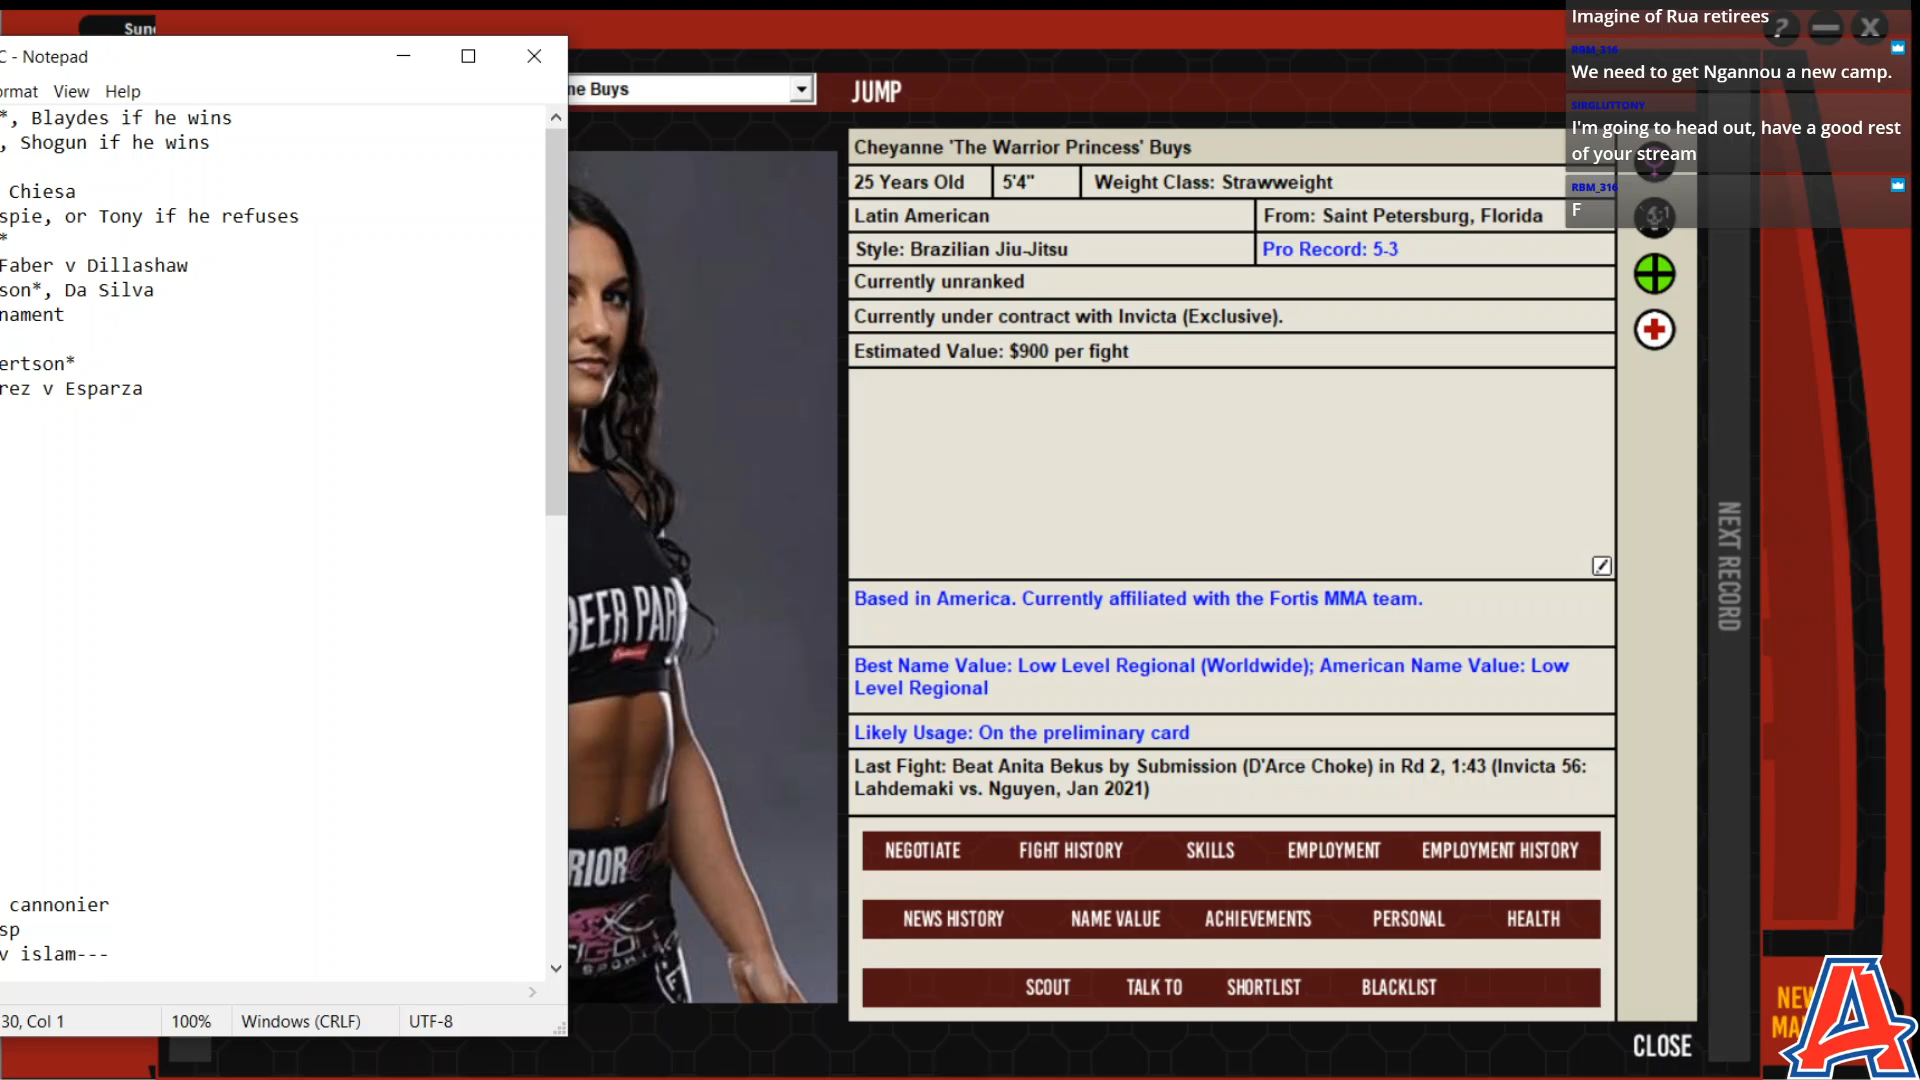 Sun
C - Notepad
ormat View Help
*, Blaydes if he wins
, Shogun if he wins
Chiesa
spie, or Tony if he refuses
*
Faber v Dillashaw
son*, Da Silva
nament
ertson*
rez v Esparza
cannonier
sp
v islam---
30, Col 1
100%
Windows (CRLF)
UTF-8
ne Buys
JUMP
Cheyanne 'The Warrior Princess' Buys
25 Years Old
5'4"
Weight Class: Strawweight
Latin American
From: Saint Petersburg, Florida
Style: Brazilian Jiu-Jitsu
Pro Record: 5-3
Currently unranked
Currently under contract with Invicta (Exclusive).
Estimated Value: $900 per fight
Based in America. Currently affiliated with the Fortis MMA team.
Best Name Value: Low Level Regional (Worldwide); American Name Value: Low
Level Regional
Likely Usage: On the preliminary card
Last Fight: Beat Anita Bekus by Submission (D'Arce Choke) in Rd 2, 1:43 (Invicta 56:
Lahdemaki vs. Nguyen, Jan 2021)
NEGOTIATE FIGHT HISTORY SKILLS EMPLOYMENT EMPLOYMENT HISTORY
NEWS HISTORY NAME VALUE ACHIEVEMENTS PERSONAL HEALTH
SCOUT TALK TO SHORTLIST BLACKLIST
CLOSE
NEXT RECORD
BEER PAR
RRIOR
Imagine of Rua retirees
RBM_316
We need to get Ngannou a new camp.
SIRGLUTTONY
I'm going to head out, have a good rest
of your stream
RBM_316
F
? — X
NE
MA
A